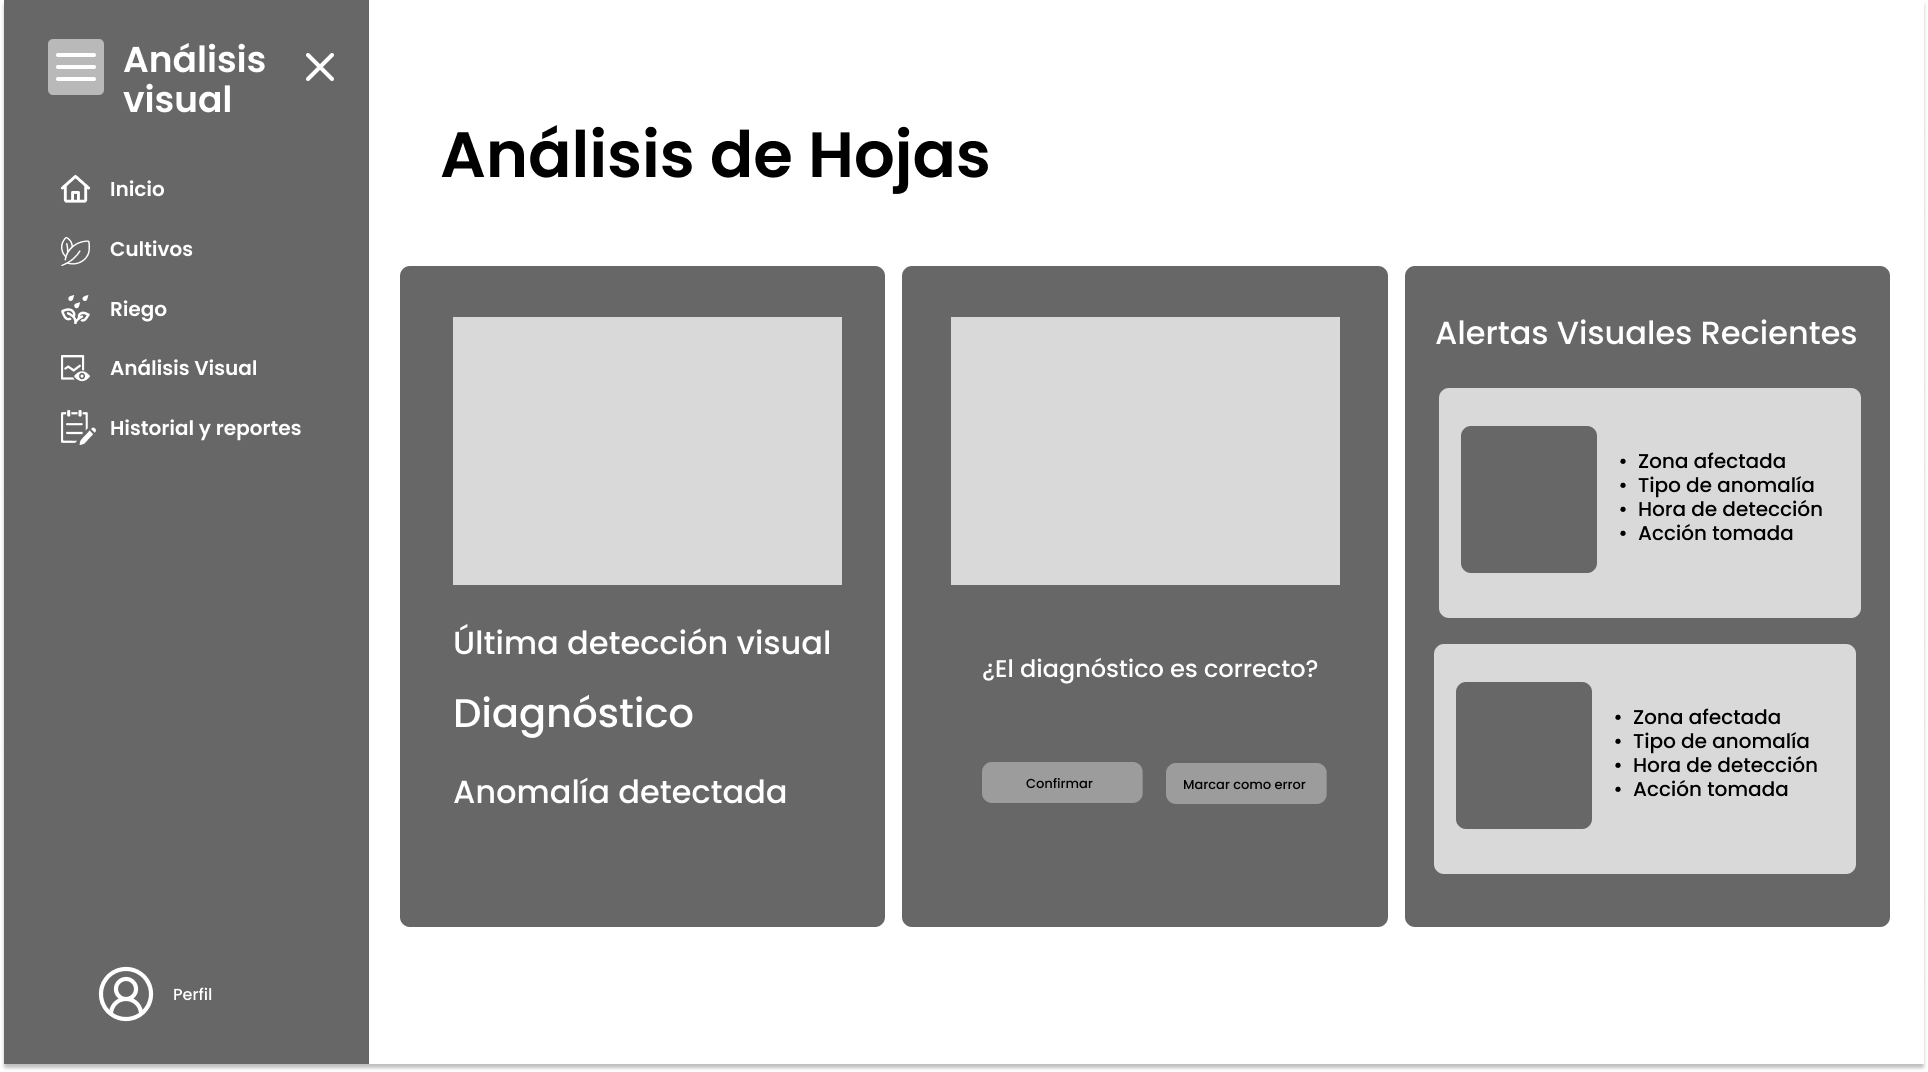 Análisis
visual
Inicio
Cultivos
Riego
Análisis Visual
Historial y reportes
Perfil
Análisis de Hojas
Última detección visual
Diagnóstico
Anomalía detectada
¿El diagnóstico es correcto?
Confirmar
Marcar como error
Alertas Visuales Recientes
• Zona afectada
• Tipo de anomalía
• Hora de detección
• Acción tomada
• Zona afectada
• Tipo de anomalía
• Hora de detección
• Acción tomada